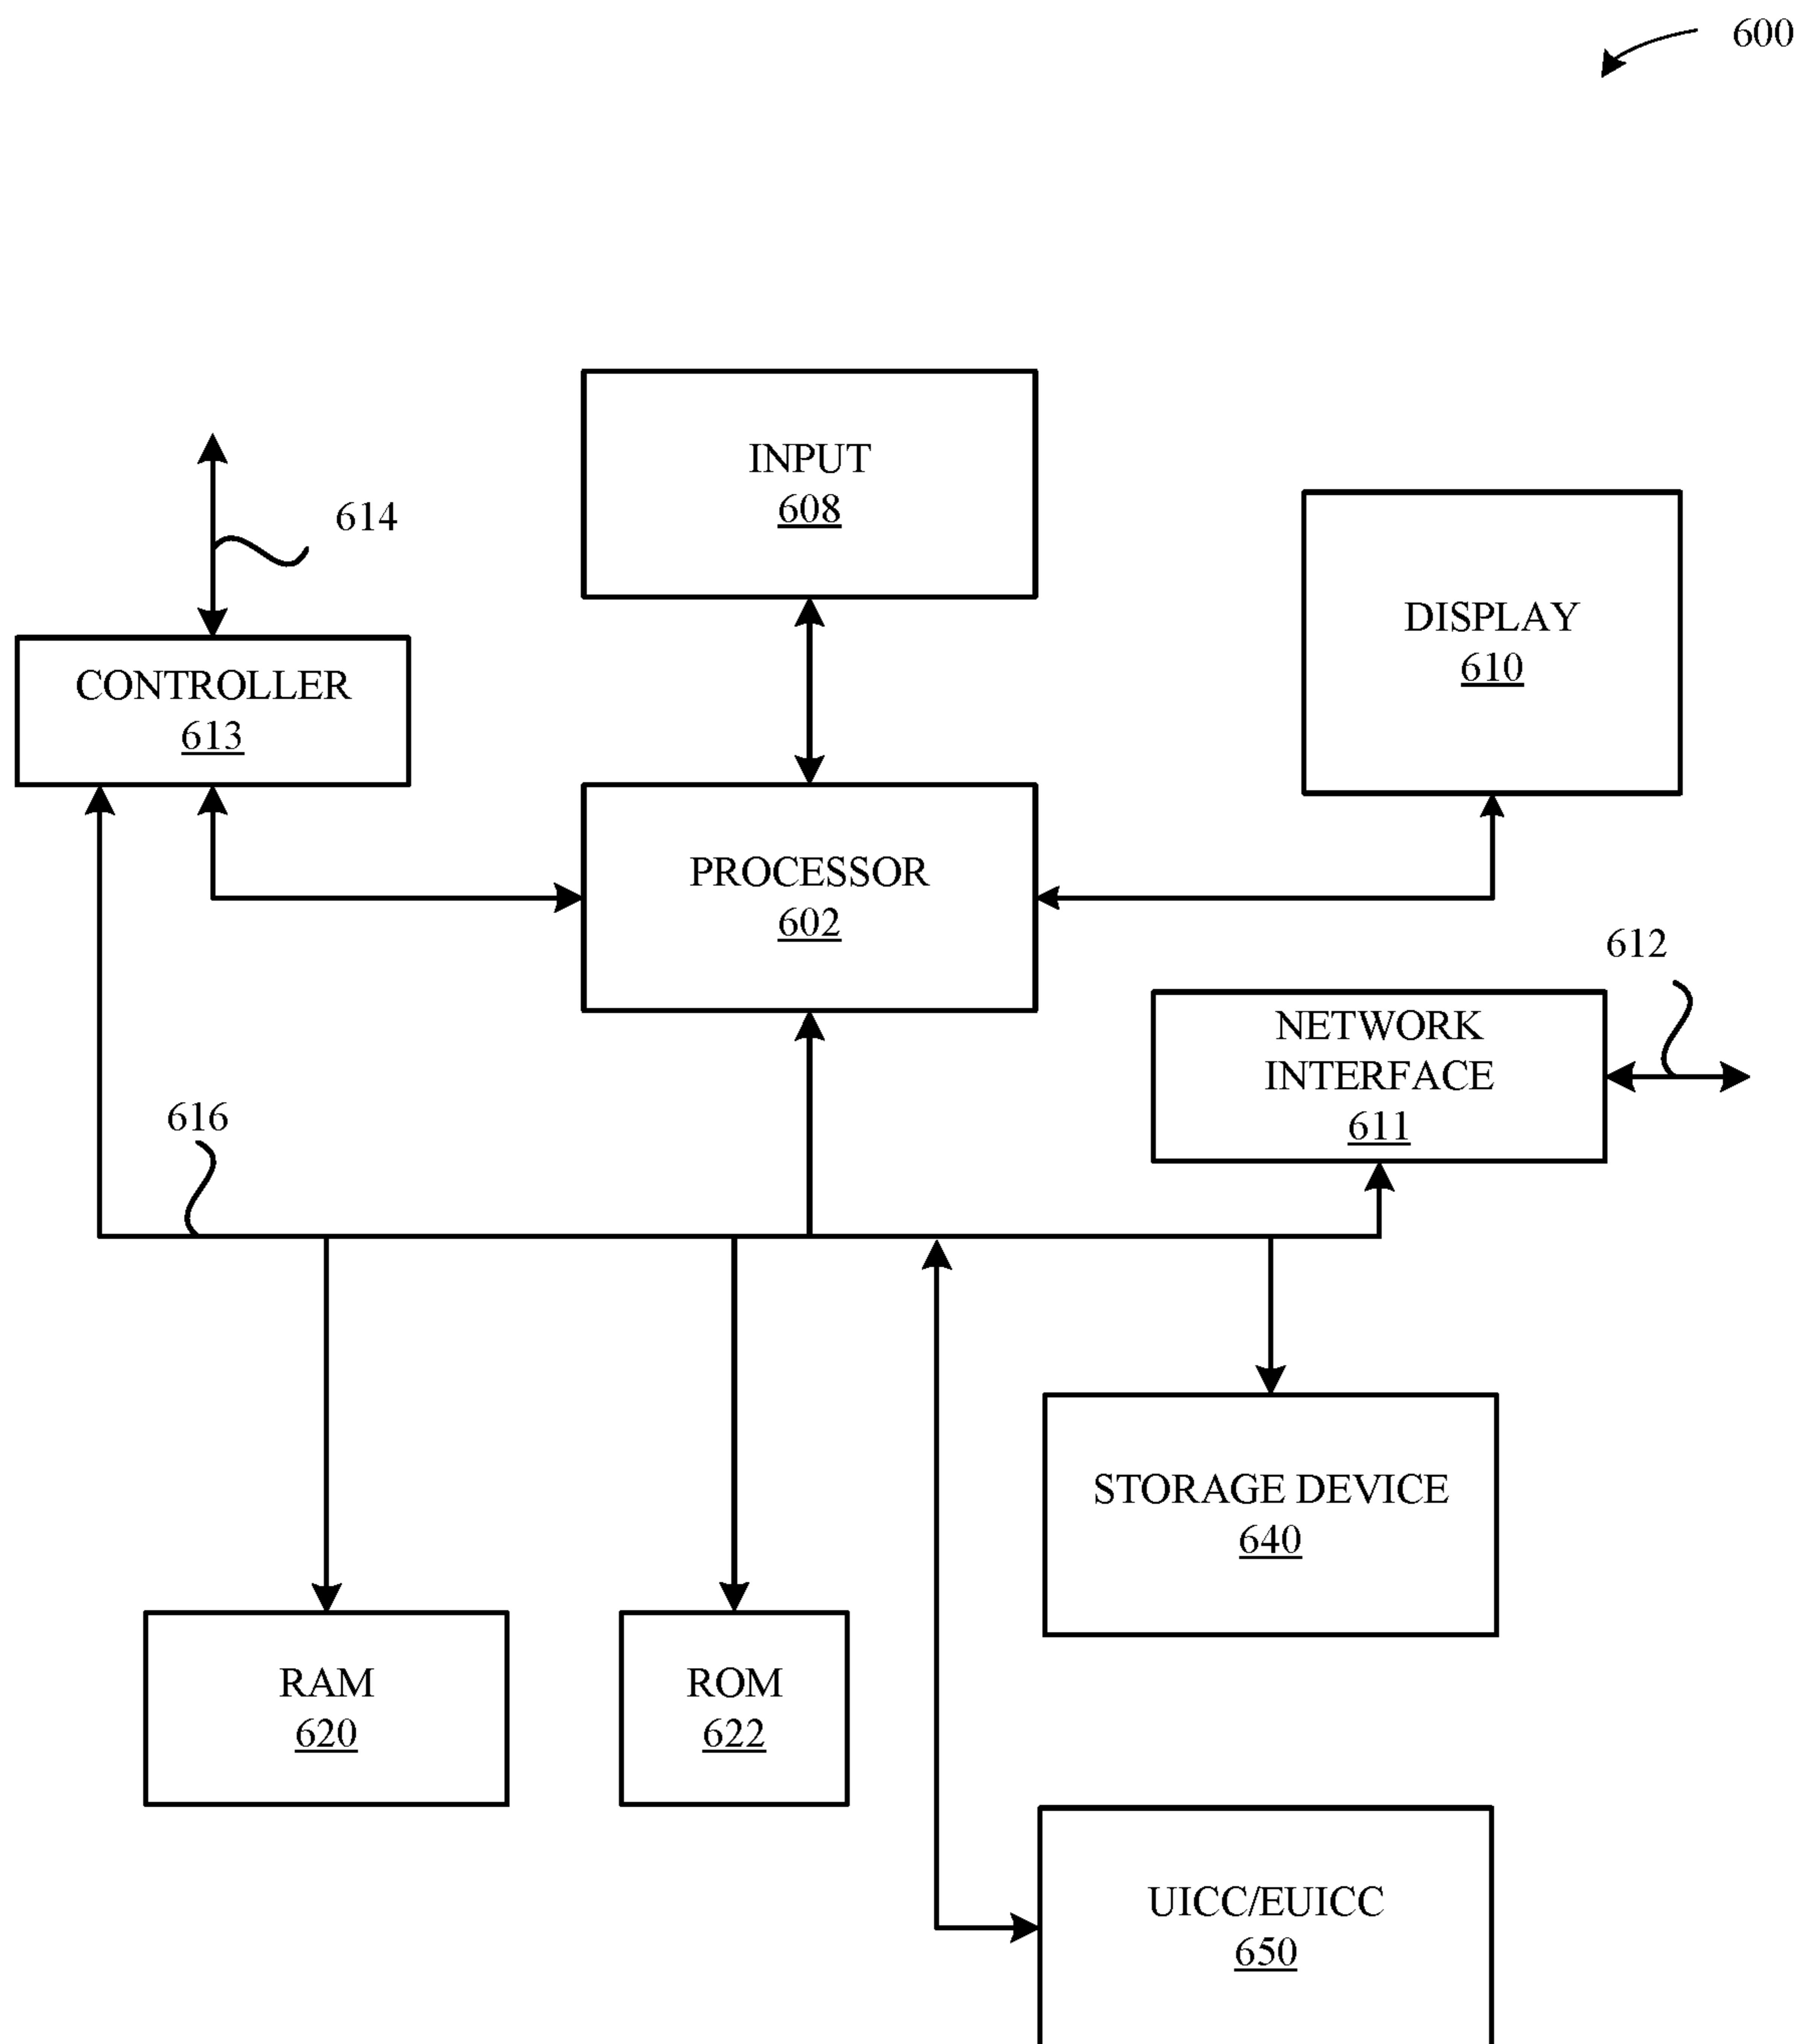 600
INPUT
608
614
DISPLAY
610
CONTROLLER
613
PROCESSOR
602
612
NETWORK
INTERFACE
611
616
STORAGE DEVICE
640
RAM
620
ROM
622
UICC/EUICC
650